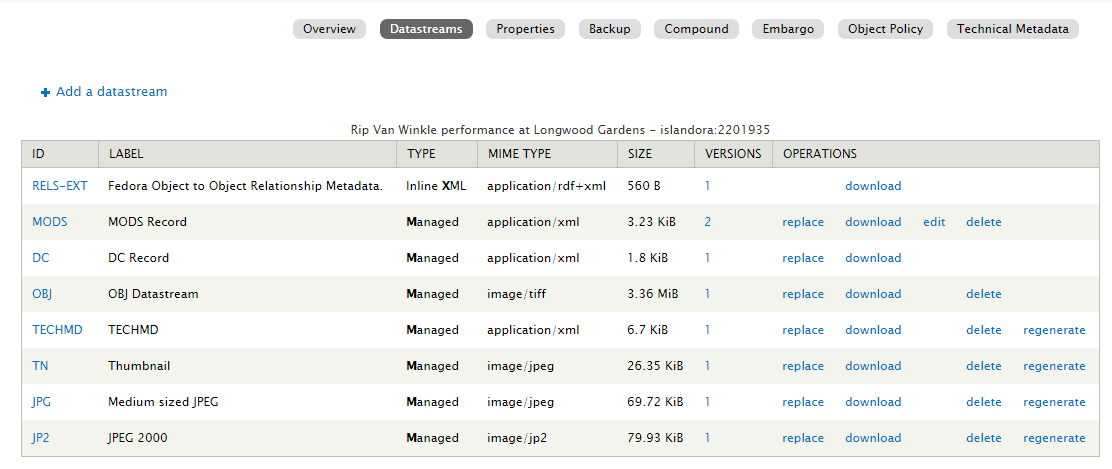 Overview Datastreams Properties Backup Compound Embargo Object Policy Technical Metadata
+ Add a datastream
Rip Van Winkle performance at Longwood Gardens – islandora:2201935
ID LABEL TYPE MIME TYPE SIZE VERSIONS OPERATIONS
RELS-EXT Fedora Object to Object Relationship Metadata. Inline XML application/rdf+xml 560 B 1 download
MODS MODS Record Managed application/xml 3.23 KiB 2 replace download edit delete
DC DC Record Managed application/xml 1.8 KiB 1 replace download
OBJ OBJ Datastream Managed image/tiff 3.36 MiB 1 replace download delete
TECHMD TECHMD Managed application/xml 6.7 KiB 1 replace download delete regenerate
TN Thumbnail Managed image/jpeg 26.35 KiB 1 replace download delete regenerate
JPG Medium sized JPEG Managed image/jpeg 69.72 KiB 1 replace download delete regenerate
JP2 JPEG 2000 Managed image/jp2 79.93 KiB 1 replace download delete regenerate